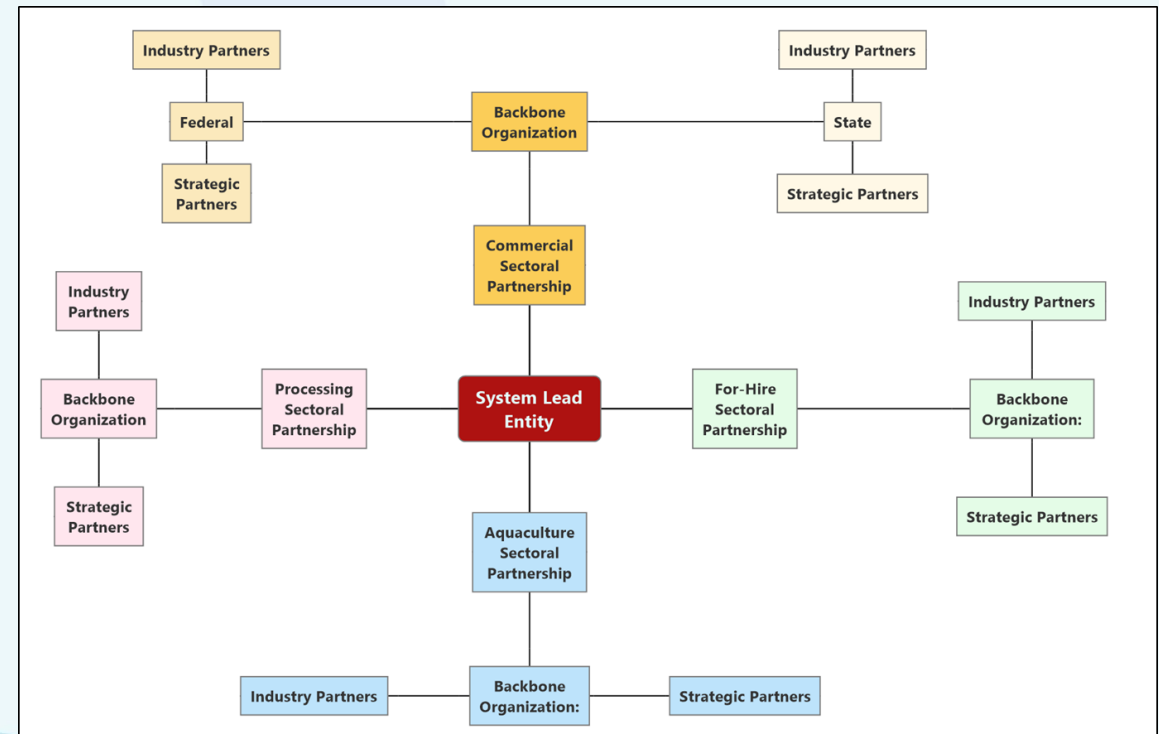 Industry Partners
Industry Partners
Backbone
Organization
Federal
State
Strategic
Partners
Strategic Partners
Commercial
Sectoral
Partnership
Industry
Partners
Industry Partners
Processing
Sectoral
Partnership
System Lead
Entity
For-Hire
Sectoral
Partnership
Backbone
Organization
Backbone
Organization:
Strategic
Partners
Strategic Partners
Aquaculture
Sectoral
Partnership
Industry Partners
Backbone
Organization:
Strategic Partners